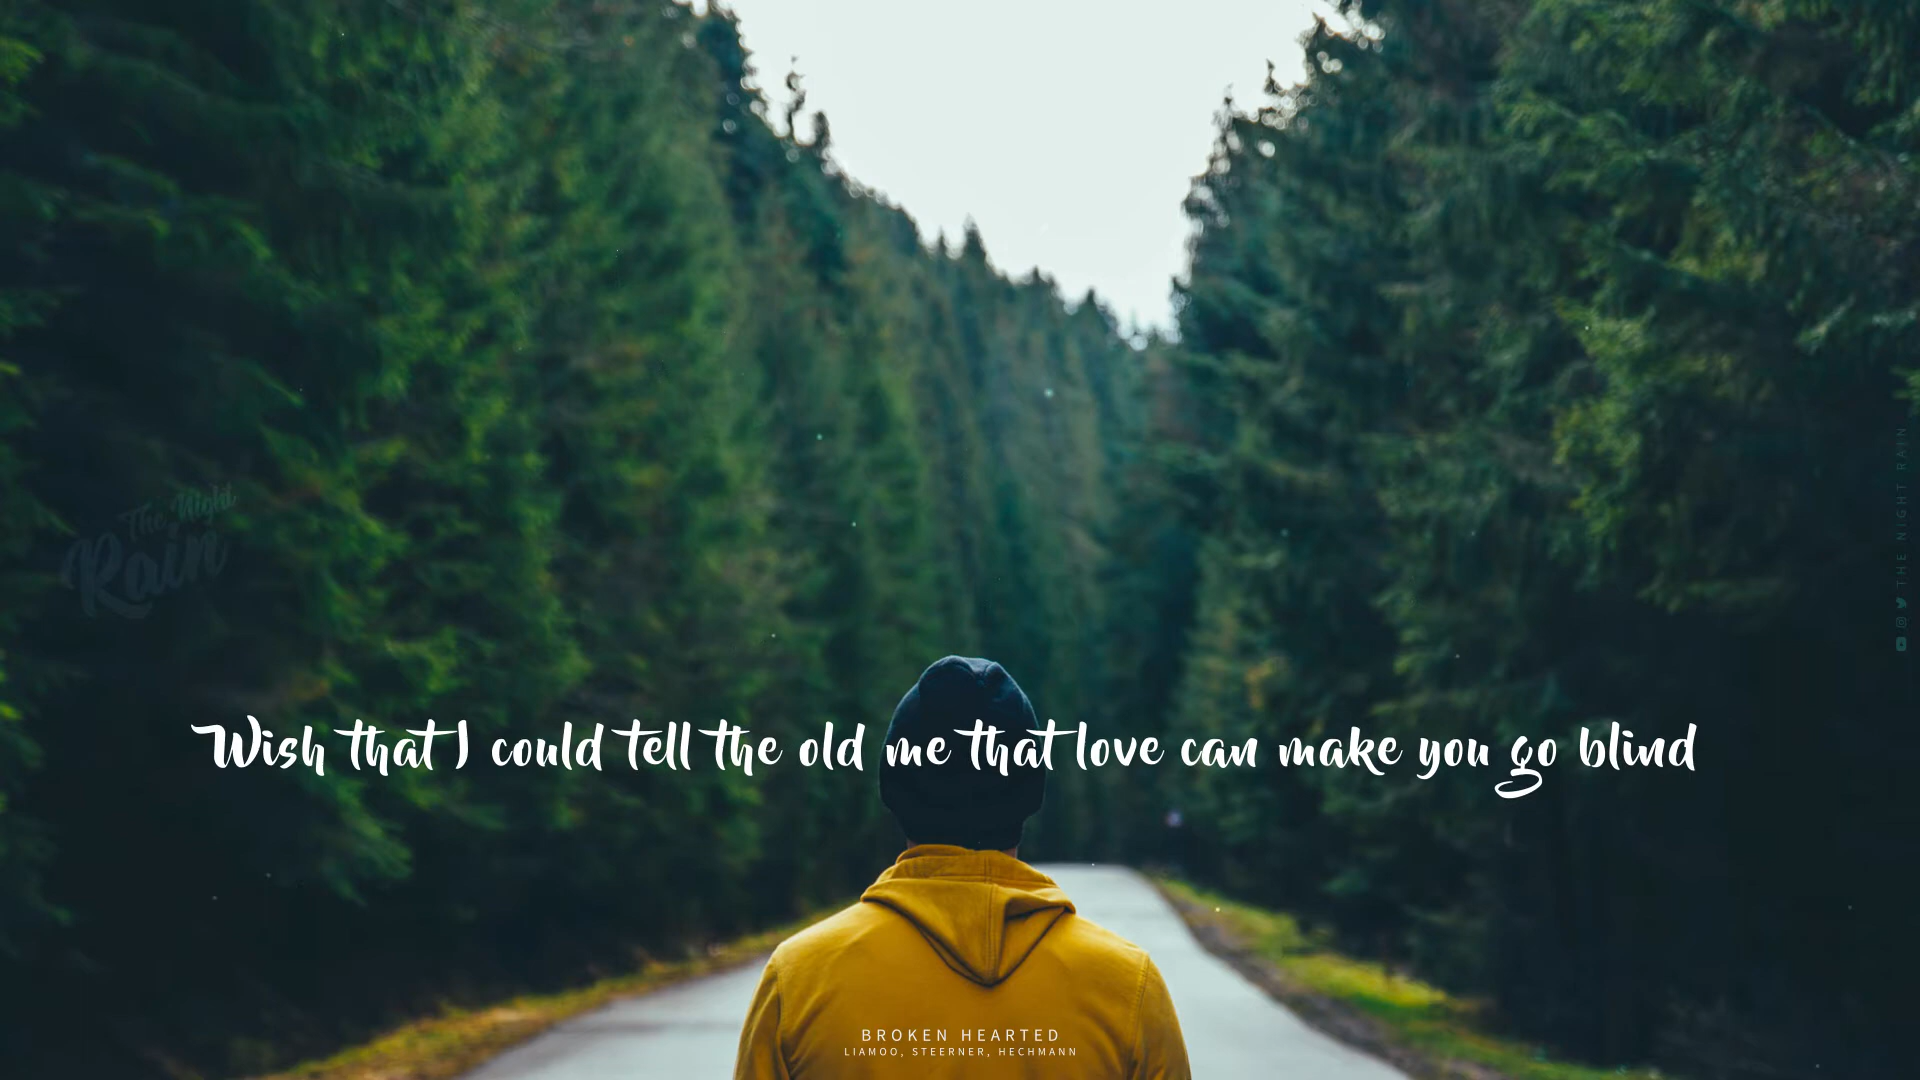 The Night
Rain
Wish that I could tell the old me that love can make you go blind
THE NIGHT RAIN
BROKEN HEARTED
LIAMOO, STEERNER, HECHMANN